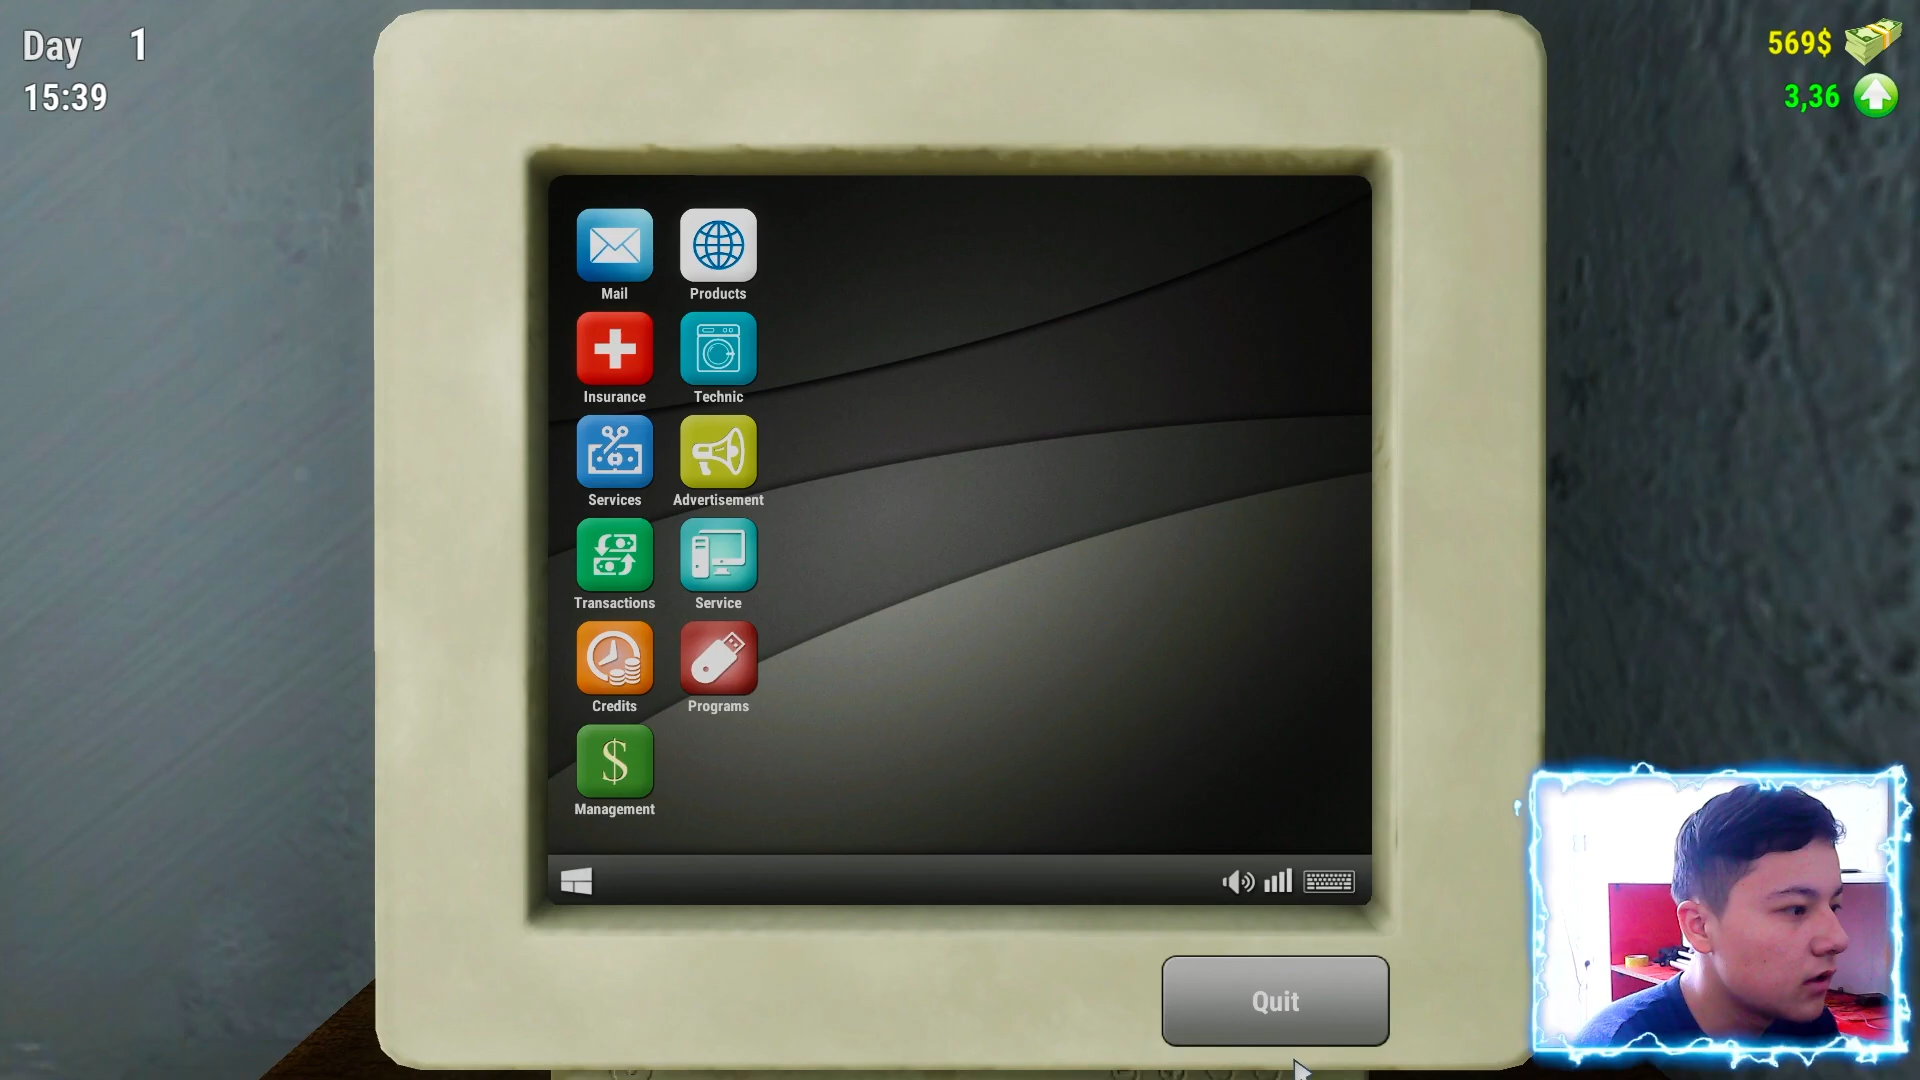 Day 1
15:39
569$
3,36
Mail
Products
Insurance
Technic
Services
Advertisement
Transactions
Service
Credits
Programs
$
Management
Quit